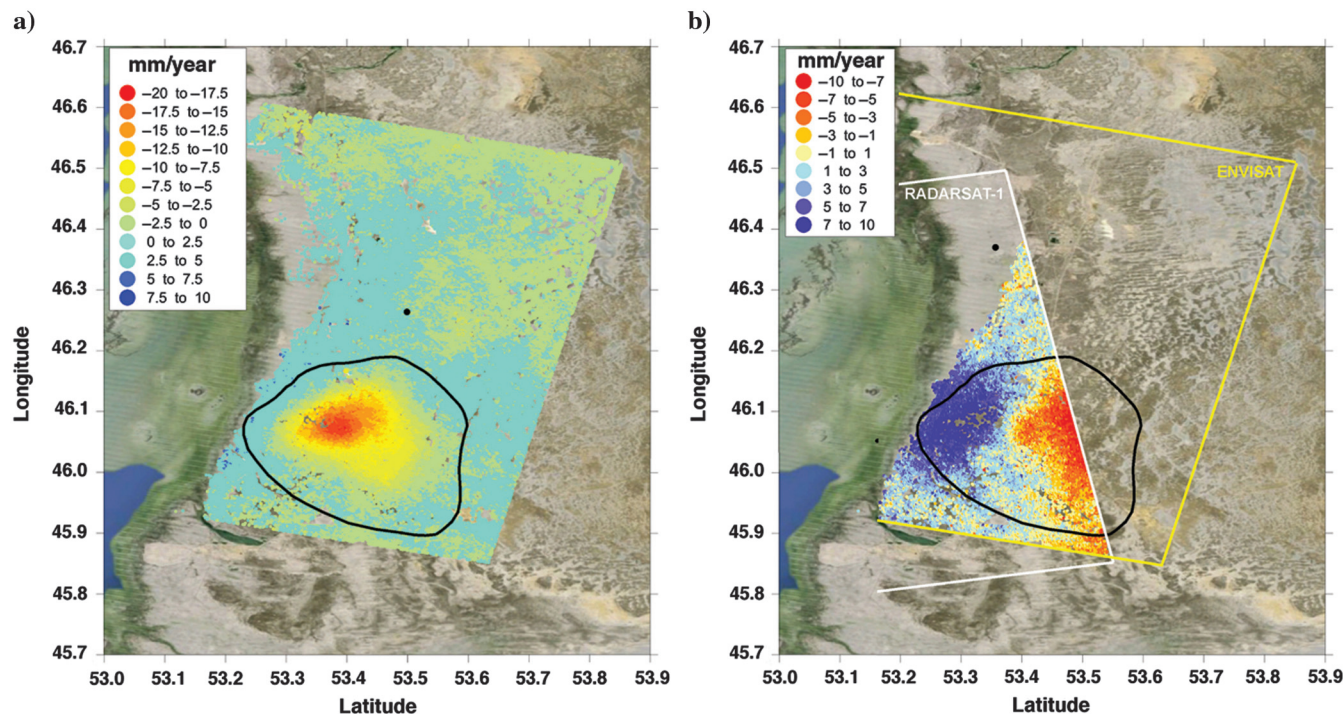 a)
46.7
46.6
46.5
46.4
46.3
46.2
46.1
46.0
45.9
45.8
45.7
Longitude
mm/year
–20 to –17.5
–17.5 to –15
–15 to –12.5
–12.5 to –10
–10 to –7.5
–7.5 to –5
–5 to –2.5
–2.5 to 0
0 to 2.5
2.5 to 5
5 to 7.5
7.5 to 10
53.0 53.1 53.2 53.3 53.4 53.5 53.6 53.7 53.8 53.9
Latitude
b)
46.7
46.6
46.5
46.4
46.3
46.2
46.1
46.0
45.9
45.8
45.7
Longitude
mm/year
–10 to –7
–7 to –5
–5 to –3
–3 to –1
–1 to 1
1 to 3
3 to 5
5 to 7
7 to 10
ENVISAT
RADARSAT-1
53.0 53.1 53.2 53.3 53.4 53.5 53.6 53.7 53.8 53.9
Latitude